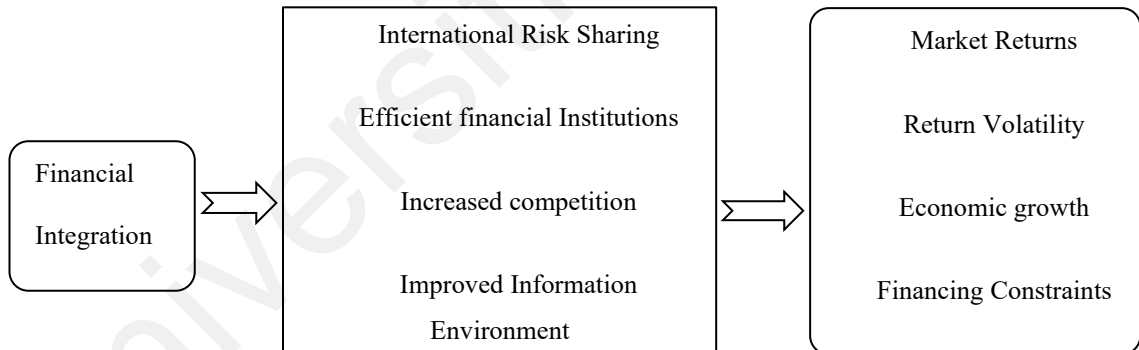 International Risk Sharing
Efficient financial Institutions
Increased competition
Improved Information
Environment
Financial
Integration
Market Returns
Return Volatility
Economic growth
Financing Constraints